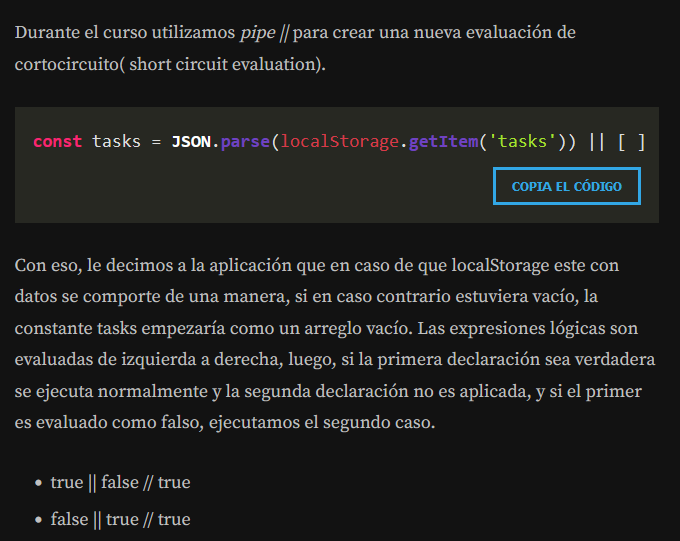 Durante el curso utilizamos pipe || para crear una nueva evaluación de
cortocircuito( short circuit evaluation).
const tasks = JSON.parse(localStorage.getItem('tasks')) || [ ]
COPIA EL CÓDIGO
Con eso, le decimos a la aplicación que en caso de que localStorage este con
datos se comporte de una manera, si en caso contrario estuviera vacío, la
constante tasks empezaría como un arreglo vacío. Las expresiones lógicas son
evaluadas de izquierda a derecha, luego, si la primera declaración sea verdadera
se ejecuta normalmente y la segunda declaración no es aplicada, y si el primer
es evaluado como falso, ejecutamos el segundo caso.
• true || false // true
• false || true // true